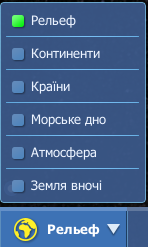 Рельеф
Континенти
Країни
Морське дно
Атмосфера
Земля вночі
Рельеф